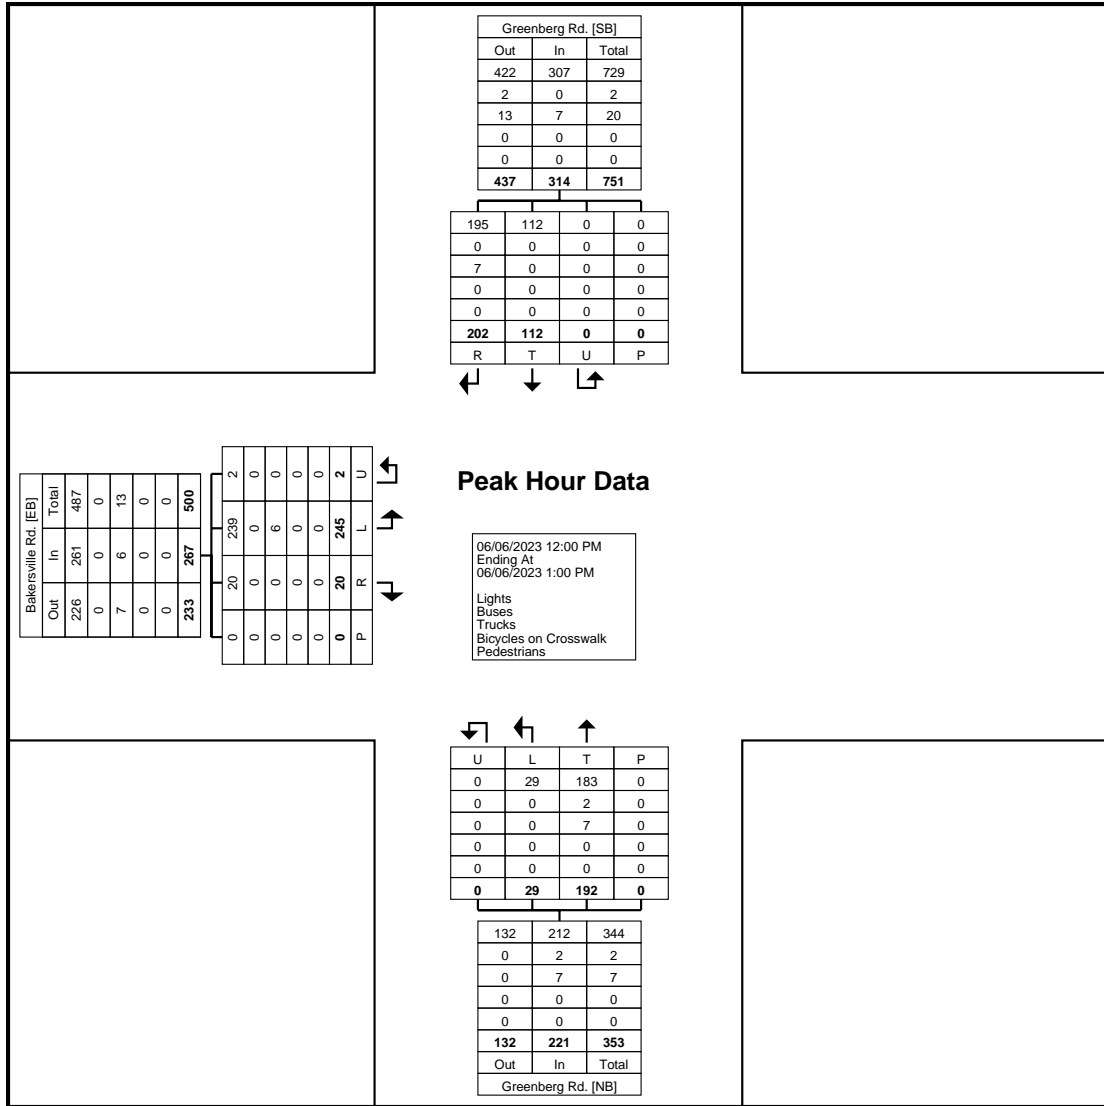 Greenberg Rd. [SB]
Out In Total
422 307 729
2 0 2
13 7 20
0 0 0
0 0 0
437 314 751
195 112 0 0
0 0 0 0
7 0 0 0
0 0 0 0
0 0 0 0
202 112 0 0
R T U P
Bakersville Rd. [EB]
Out In Total
226 261 487
0 0 0
7 6 13
0 0 0
0 0 0
233 267 500
0 20 239 2
0 0 0 0
0 0 6 0
0 0 0 0
0 0 0 0
0 20 245 2
P R L U
Peak Hour Data
06/06/2023 12:00 PM
Ending At
06/06/2023 1:00 PM
Lights
Buses
Trucks
Bicycles on Crosswalk
Pedestrians
U L T P
0 29 183 0
0 0 2 0
0 0 7 0
0 0 0 0
0 0 0 0
0 29 192 0
132 212 344
0 2 2
0 7 7
0 0 0
0 0 0
132 221 353
Out In Total
Greenberg Rd. [NB]